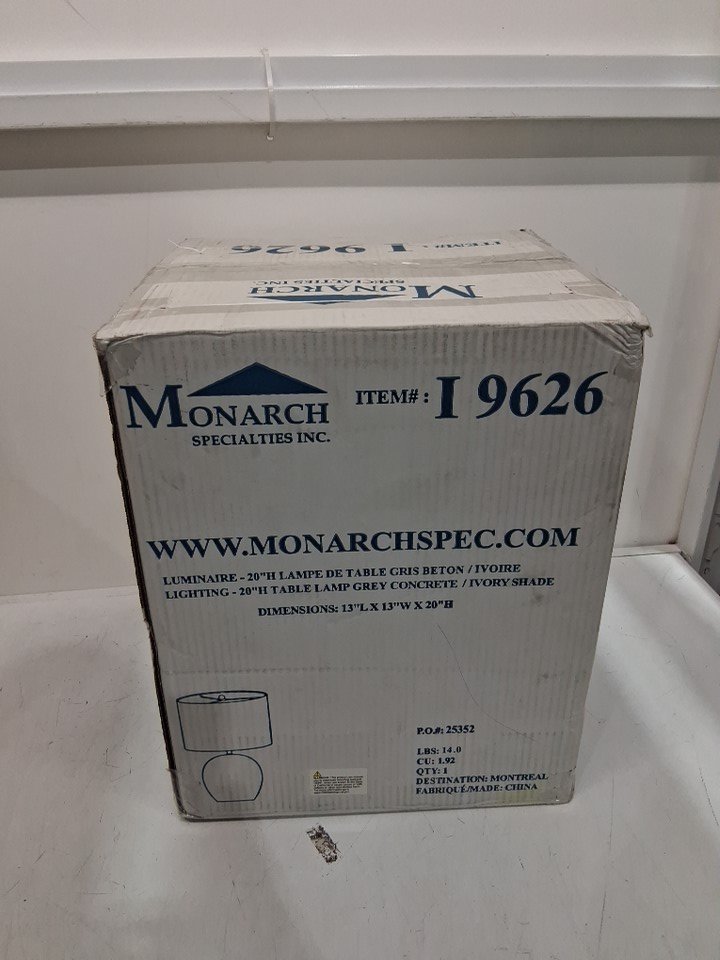 ITEM#: I 9626
MONARCH
SPECIALTIES INC.
MONARCH
SPECIALTIES INC.
ITEM#: I 9626
WWW.MONARCHSPEC.COM
LUMINAIRE - 20"H LAMPE DE TABLE GRIS BETON / IVOIRE
LIGHTING - 20"H TABLE LAMP GREY CONCRETE / IVORY SHADE
DIMENSIONS: 13"L X 13"W X 20"H
P.O.#: 25352
LBS: 14.0
CU: 1.92
QTY: 1
DESTINATION: MONTREAL
FABRIQUÉ/MADE: CHINA